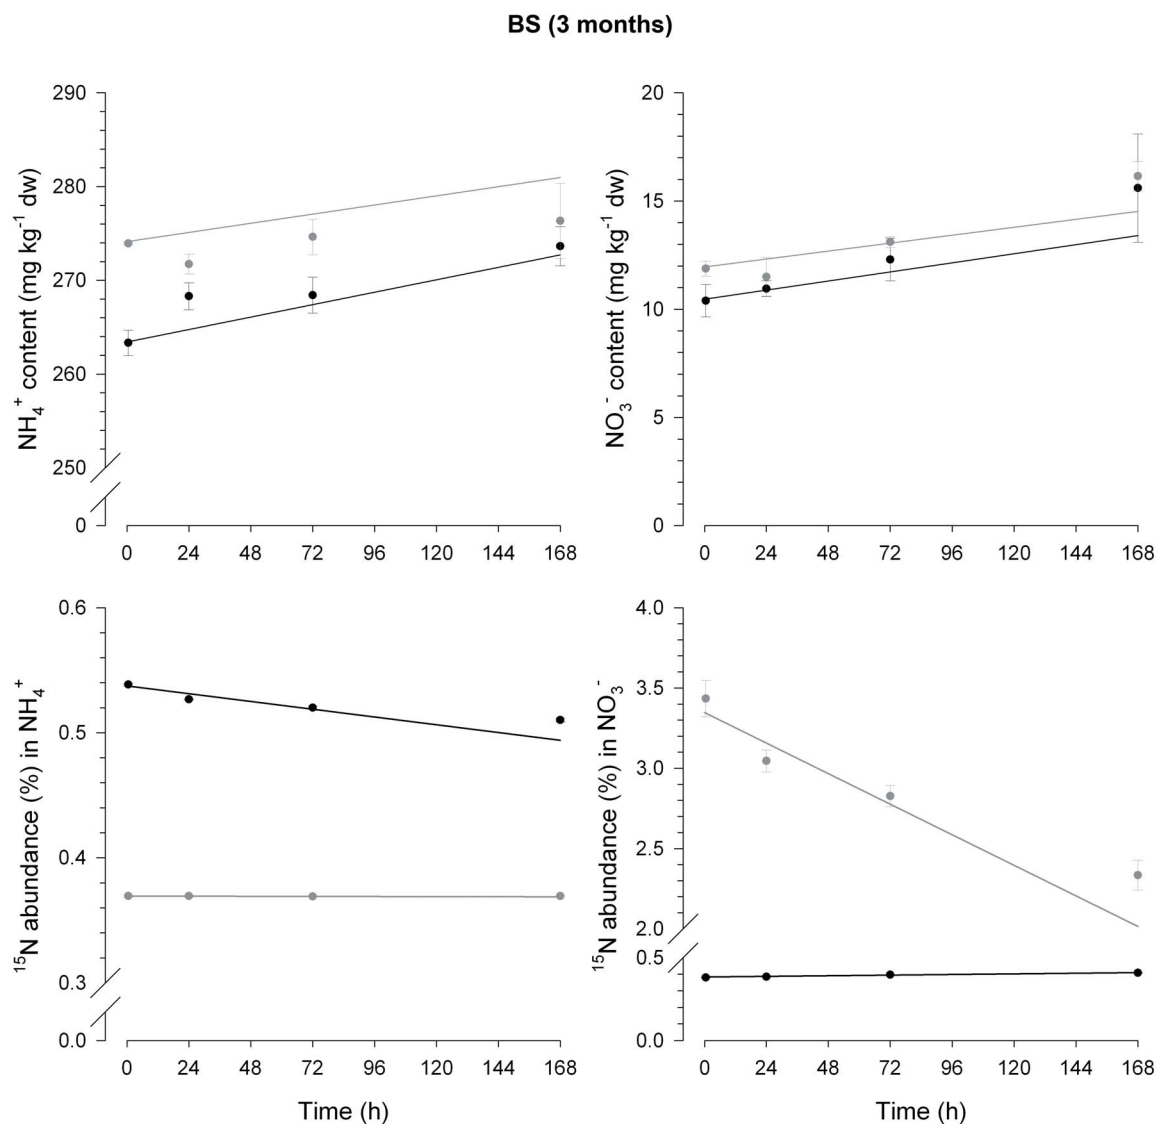 BS (3 months)
NH₄⁺ content (mg kg⁻¹ dw)
290
280
270
260
250
0
0 24 48 72 96 120 144 168
NO₃⁻ content (mg kg⁻¹ dw)
20
15
10
5
0
0 24 48 72 96 120 144 168
¹⁵N abundance (%) in NH₄⁺
0.6
0.5
0.4
0.3
0.0
0 24 48 72 96 120 144 168
Time (h)
¹⁵N abundance (%) in NO₃⁻
4.0
3.5
3.0
2.5
2.0
0.5
0.0
0 24 48 72 96 120 144 168
Time (h)